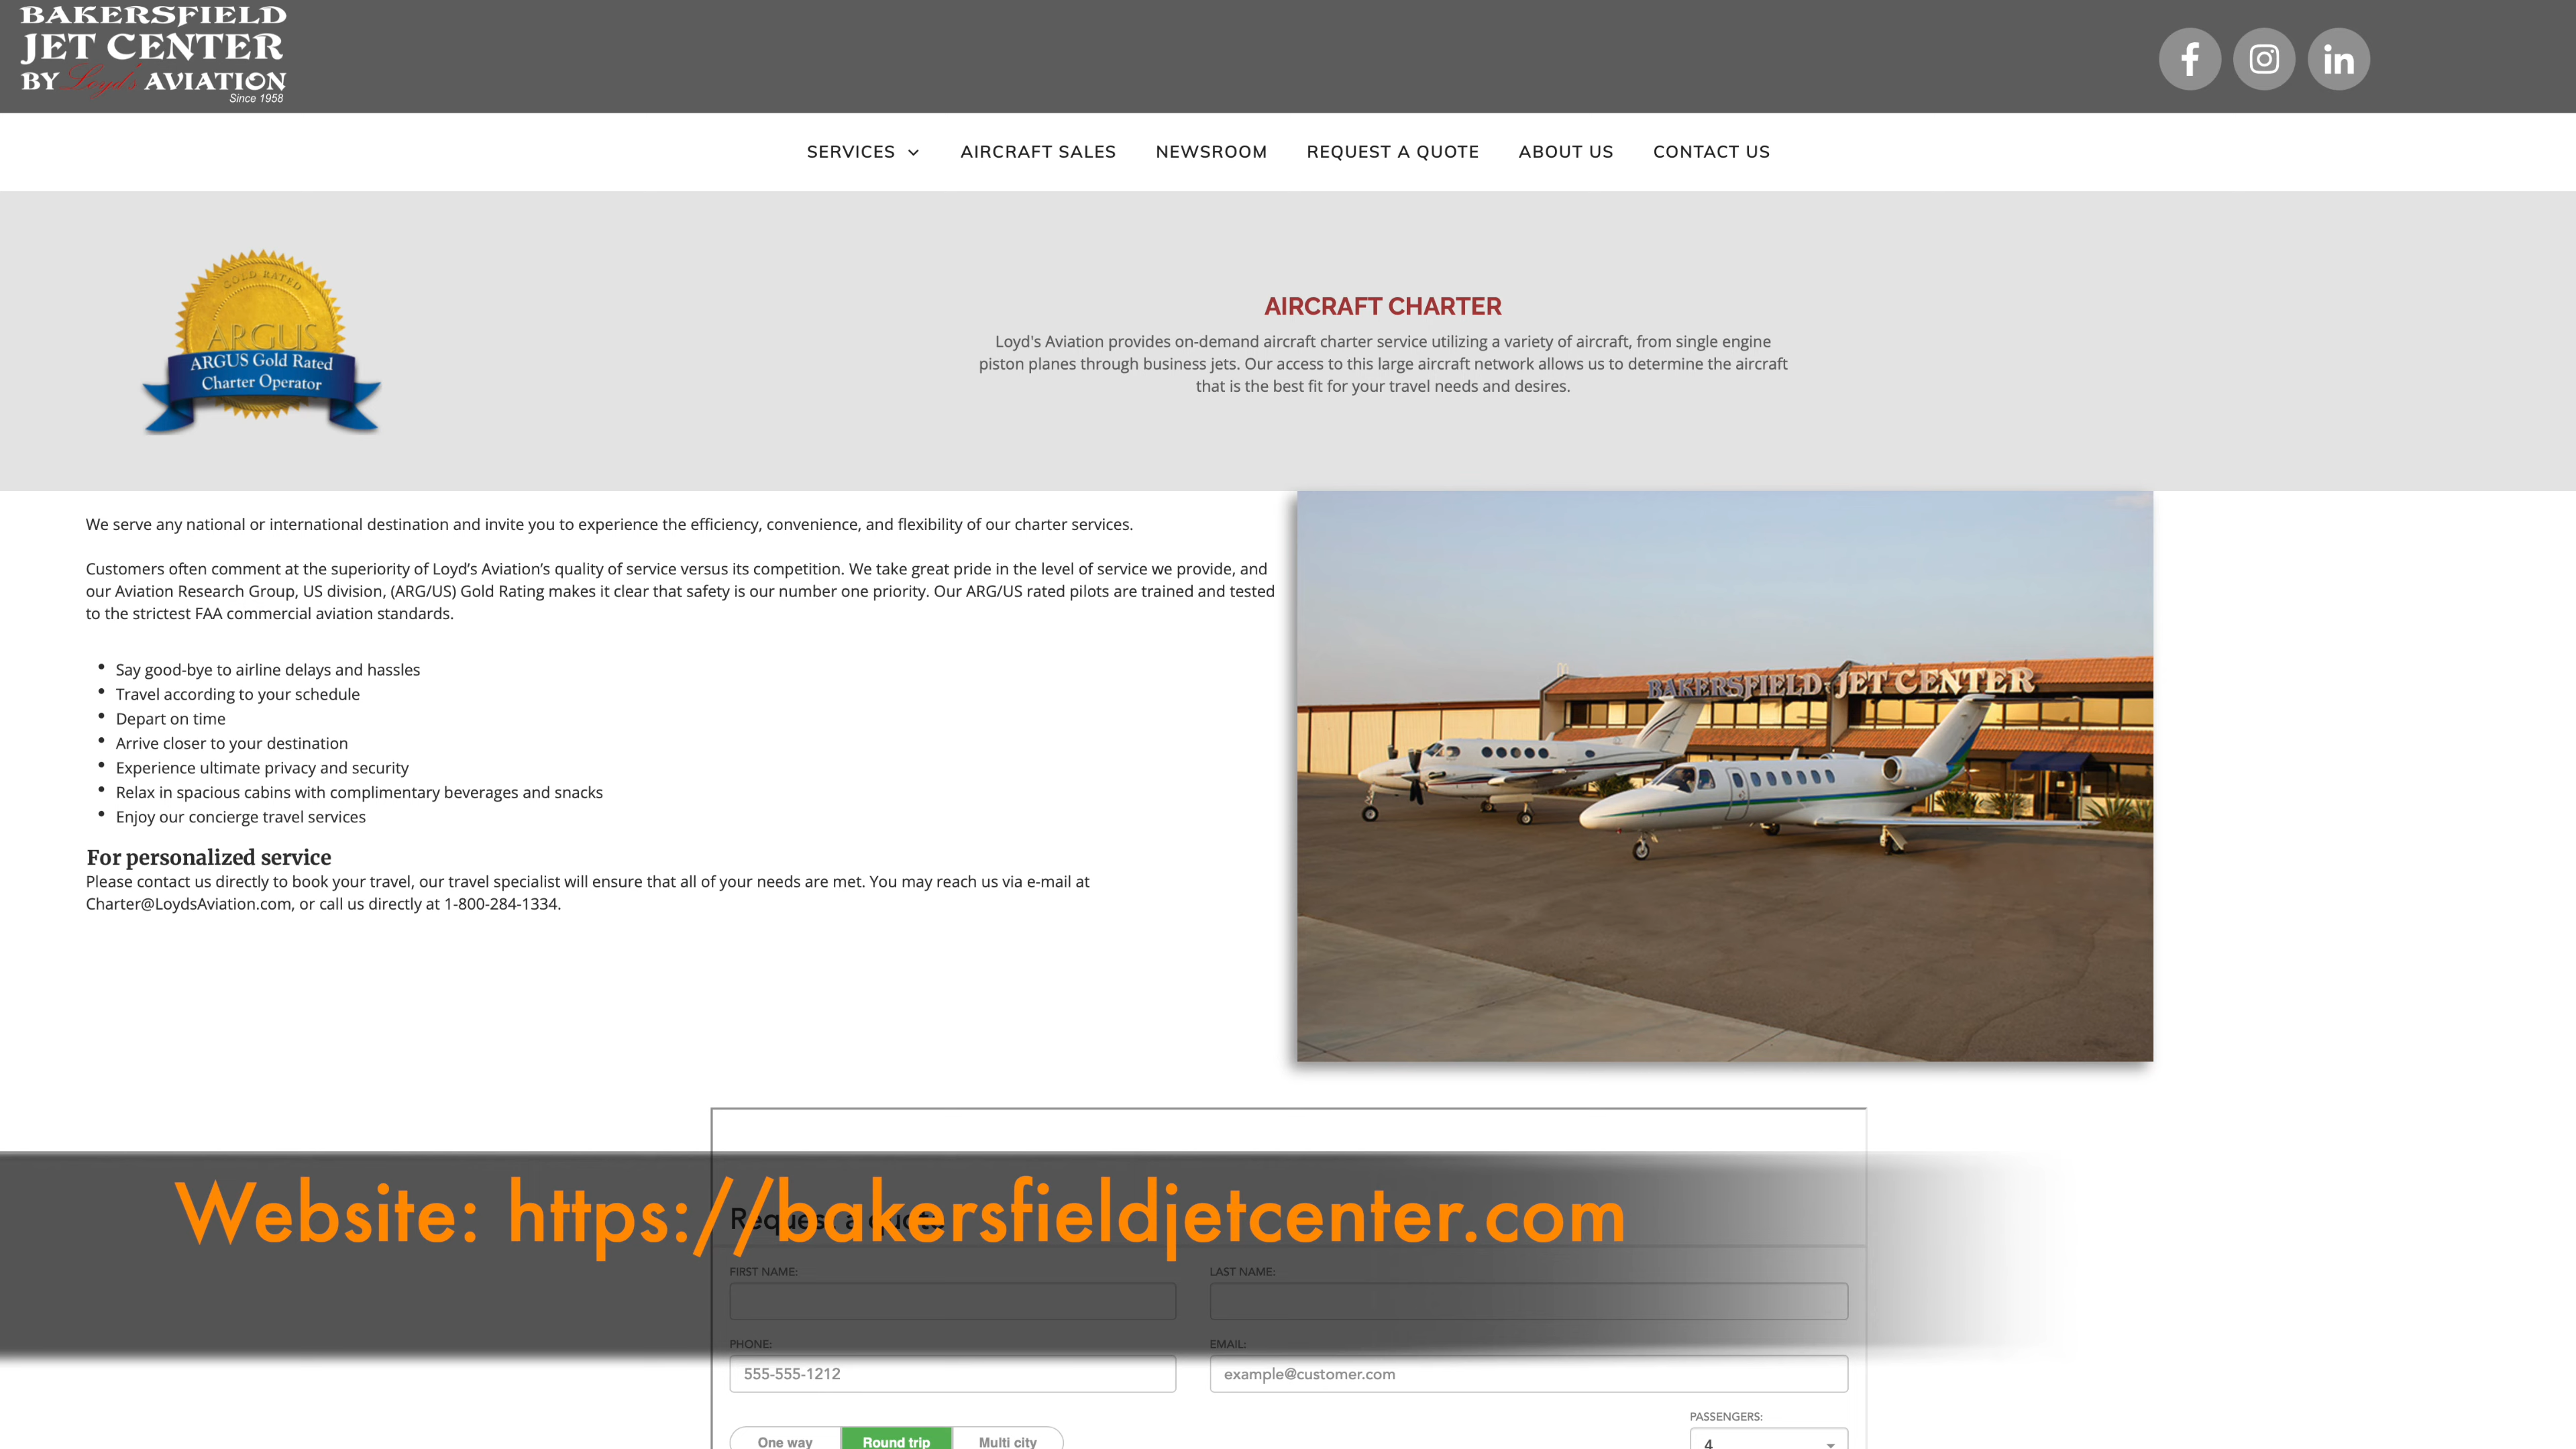 BAKERSFIELD
JET CENTER
BY Loyd's AVIATION
Since 1958
SERVICES
AIRCRAFT SALES
NEWSROOM
REQUEST A QUOTE
ABOUT US
CONTACT US
GOLD RATED
ARGUS
ARGUS Gold Rated
Charter Operator
AIRCRAFT CHARTER
Loyd's Aviation provides on-demand aircraft charter service utilizing a variety of aircraft, from single engine
piston planes through business jets. Our access to this large aircraft network allows us to determine the aircraft
that is the best fit for your travel needs and desires.
We serve any national or international destination and invite you to experience the efficiency, convenience, and flexibility of our charter services.
Customers often comment at the superiority of Loyd’s Aviation’s quality of service versus its competition. We take great pride in the level of service we provide, and
our Aviation Research Group, US division, (ARG/US) Gold Rating makes it clear that safety is our number one priority. Our ARG/US rated pilots are trained and tested
to the strictest FAA commercial aviation standards.
Say good-bye to airline delays and hassles
Travel according to your schedule
Depart on time
Arrive closer to your destination
Experience ultimate privacy and security
Relax in spacious cabins with complimentary beverages and snacks
Enjoy our concierge travel services
For personalized service
Please contact us directly to book your travel, our travel specialist will ensure that all of your needs are met. You may reach us via e-mail at
Charter@LoydsAviation.com, or call us directly at 1-800-284-1334.
BAKERSFIELD JET CENTER
Website: https://bakersfieldjetcenter.com
Request a quote
FIRST NAME:
LAST NAME:
PHONE:
EMAIL:
555-555-1212
example@customer.com
PASSENGERS:
One way
Round trip
Multi city
4